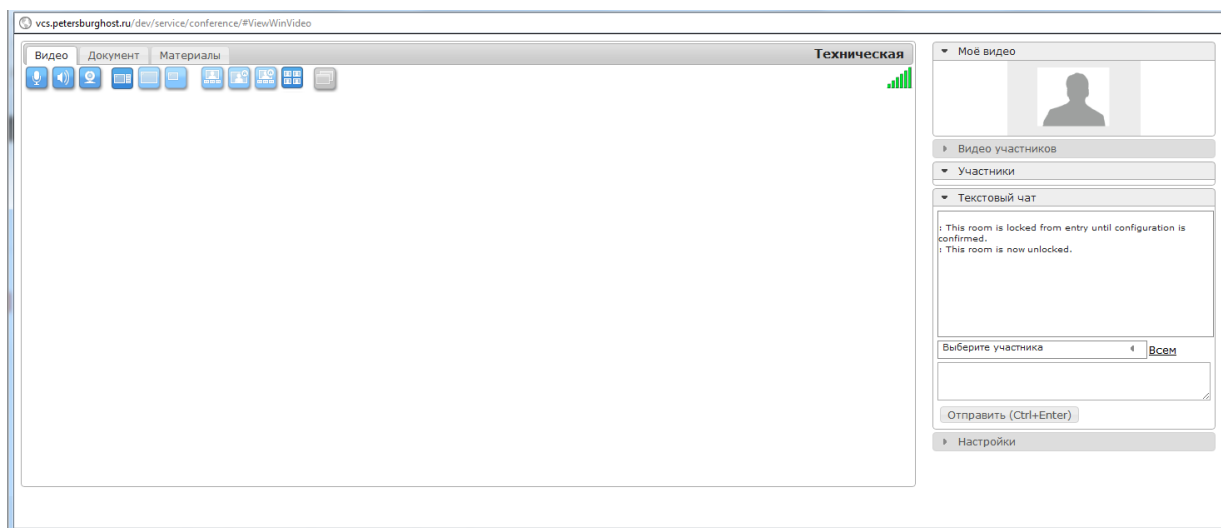 vcs.petersburghost.ru/dev/service/conference/#ViewWinVideo
Видео Документ Материалы Техническая
Моё видео
Видео участников
Участники
Текстовый чат
: This room is locked from entry until configuration is
confirmed.
: This room is now unlocked.
Выберите участника Всем
Отправить (Ctrl+Enter)
Настройки